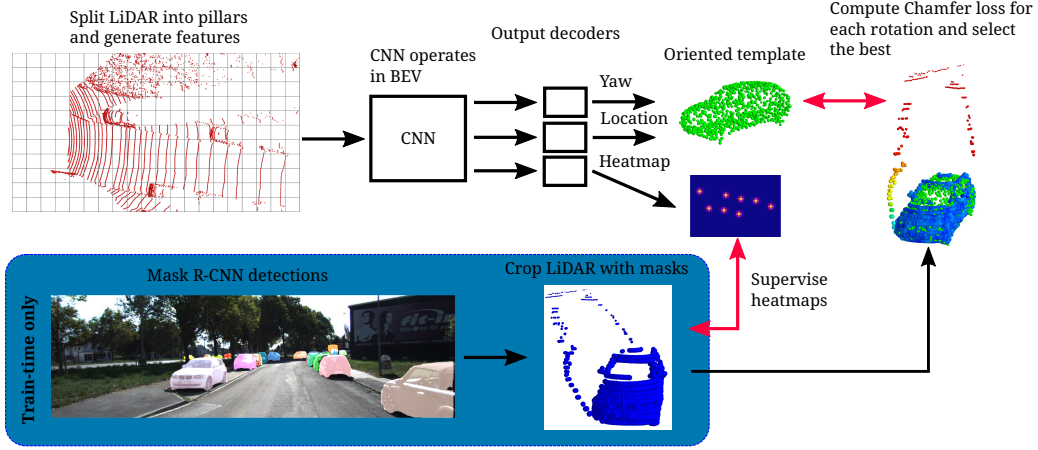 Split LiDAR into pillars
and generate features
CNN operates
in BEV
CNN
Output decoders
Yaw
Location
Heatmap
Oriented template
Compute Chamfer loss for
each rotation and select
the best
Supervise
heatmaps
Train-time only
Mask R-CNN detections
Crop LiDAR with masks